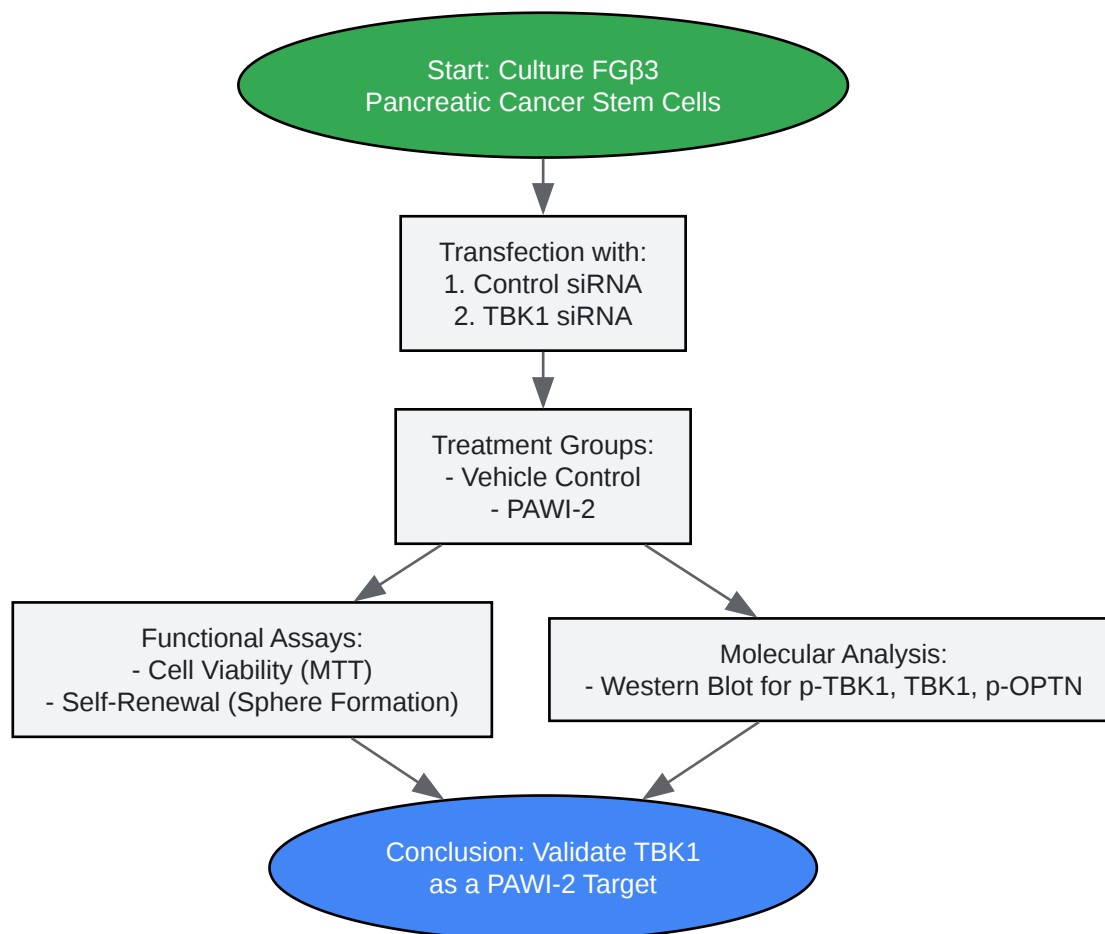 Start: Culture FGβ3
Pancreatic Cancer Stem Cells
Transfection with:
1. Control siRNA
2. TBK1 siRNA
Treatment Groups:
- Vehicle Control
- PAWI-2
Functional Assays:
- Cell Viability (MTT)
- Self-Renewal (Sphere Formation)
Molecular Analysis:
- Western Blot for p-TBK1, TBK1, p-OPTN
Conclusion: Validate TBK1
as a PAWI-2 Target